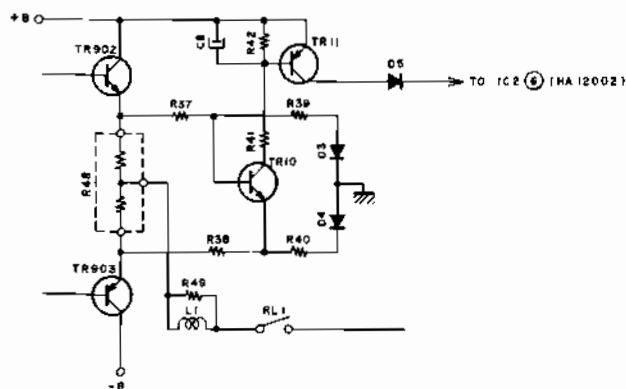 +B
TR902
C8
R42
TR11
D5
TO IC2 ⑥ [HA12002]
R37
R39
R41
TR10
D3
R48
D4
R38
R40
TR903
R49
L1
RL1
-B